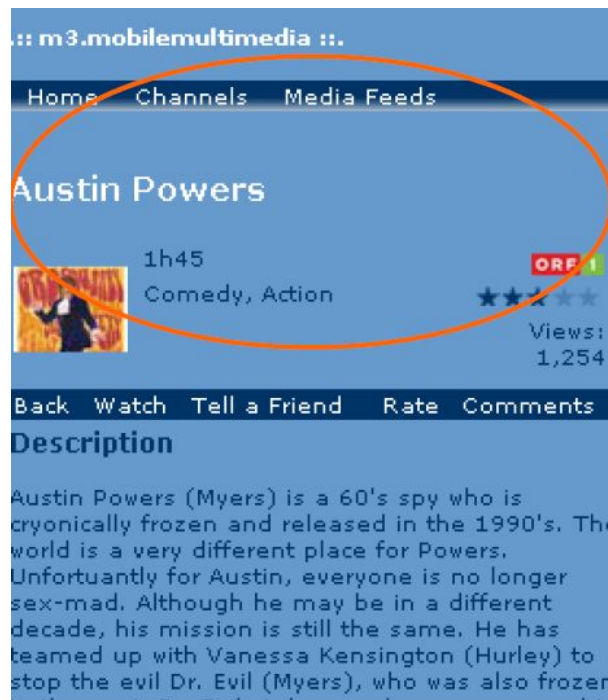 .:: m3.mobilemultimedia ::.
Home Channels Media Feeds
Austin Powers
1h45
ORF 1
Comedy, Action
Views:
1,254
Back Watch Tell a Friend Rate Comments
Description
Austin Powers (Myers) is a 60's spy who is
cryonically frozen and released in the 1990's. The
world is a very different place for Powers.
Unfortuantly for Austin, everyone is no longer
sex-mad. Although he may be in a different
decade, his mission is still the same. He has
teamed up with Vanessa Kensington (Hurley) to
stop the evil Dr. Evil (Myers), who was also frozen